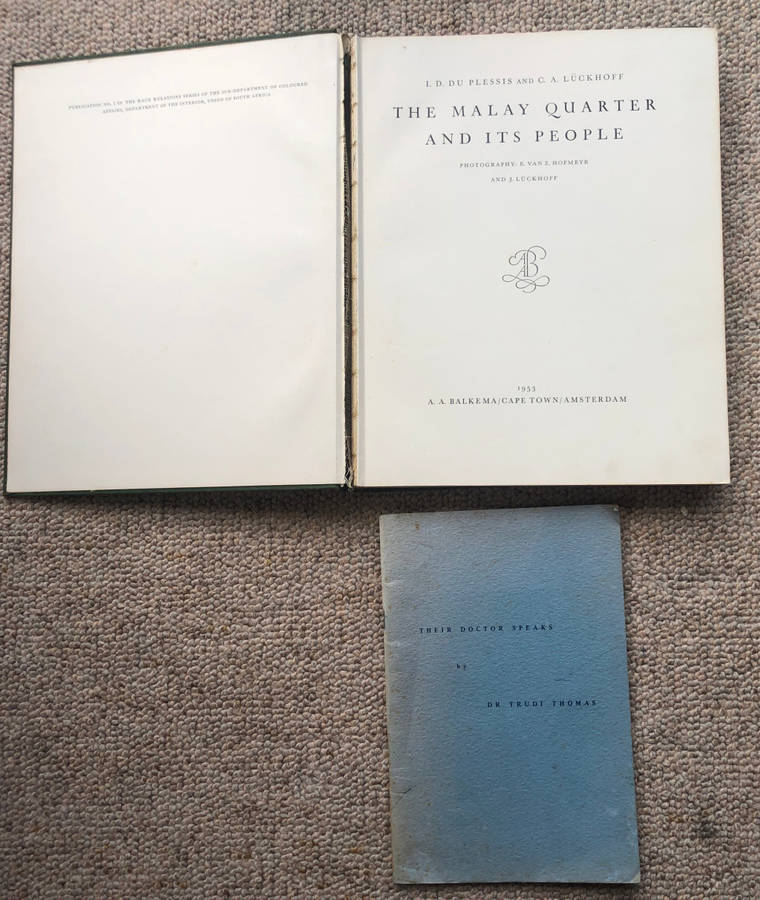 PUBLICATION NO. 1 IN THE RACE RELATIONS SERIES OF THE SUB-DEPARTMENT OF COLOURED
AFFAIRS, DEPARTMENT OF THE INTERIOR, UNION OF SOUTH AFRICA
I. D. DU PLESSIS AND C. A. LÜCKHOFF
THE MALAY QUARTER
AND ITS PEOPLE
PHOTOGRAPHY: E. VAN Z. HOFMEYR
AND J. LÜCKHOFF
AAB
1953
A. A. BALKEMA/CAPE TOWN/AMSTERDAM
THEIR DOCTOR SPEAKS
by
DR TRUDI THOMAS